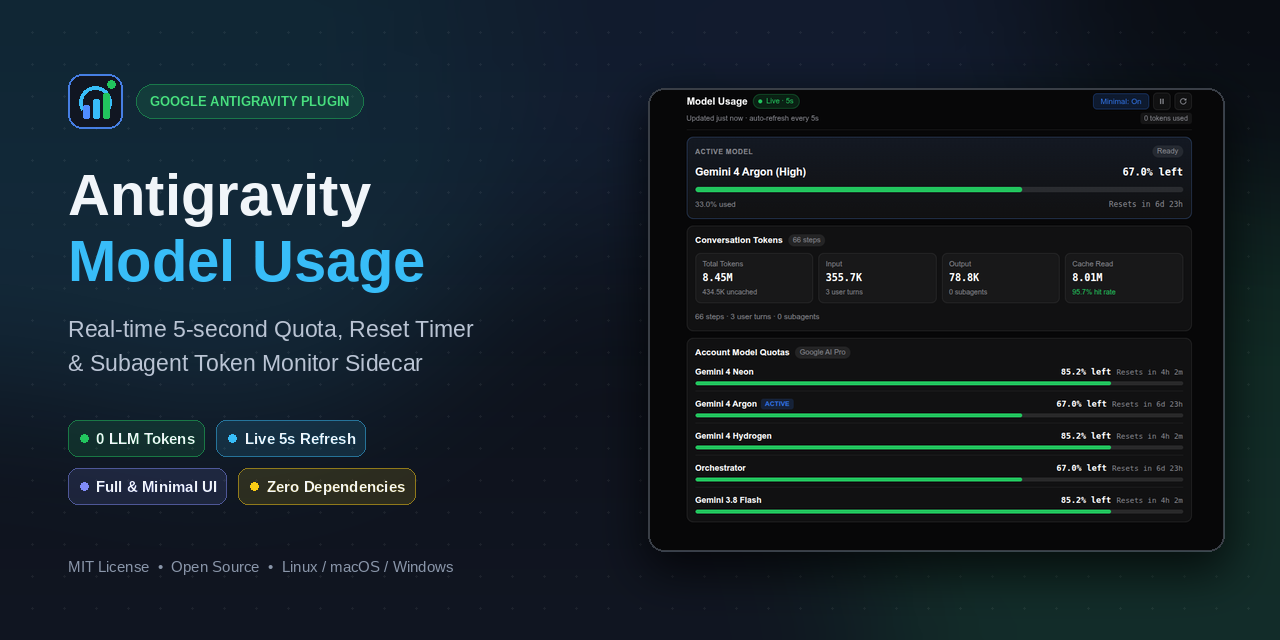 GOOGLE ANTIGRAVITY PLUGIN
Antigravity
Model Usage
Real-time 5-second Quota, Reset Timer
& Subagent Token Monitor Sidecar
0 LLM Tokens
Live 5s Refresh
Full & Minimal UI
Zero Dependencies
MIT License • Open Source • Linux / macOS / Windows
Model Usage Live · 5s Minimal: On
Updated just now · auto-refresh every 5s 0 tokens used
ACTIVE MODEL Ready
Gemini 4 Argon (High) 67.0% left
33.0% used Resets in 6d 23h
Conversation Tokens 66 steps
Total Tokens Input Output Cache Read
8.45M 355.7K 78.8K 8.01M
434.5K uncached 3 user turns 0 subagents 95.7% hit rate
66 steps · 3 user turns · 0 subagents
Account Model Quotas Google AI Pro
Gemini 4 Neon 85.2% left Resets in 4h 2m
Gemini 4 Argon ACTIVE 67.0% left Resets in 6d 23h
Gemini 4 Hydrogen 85.2% left Resets in 4h 2m
Orchestrator 67.0% left Resets in 6d 23h
Gemini 3.8 Flash 85.2% left Resets in 4h 2m